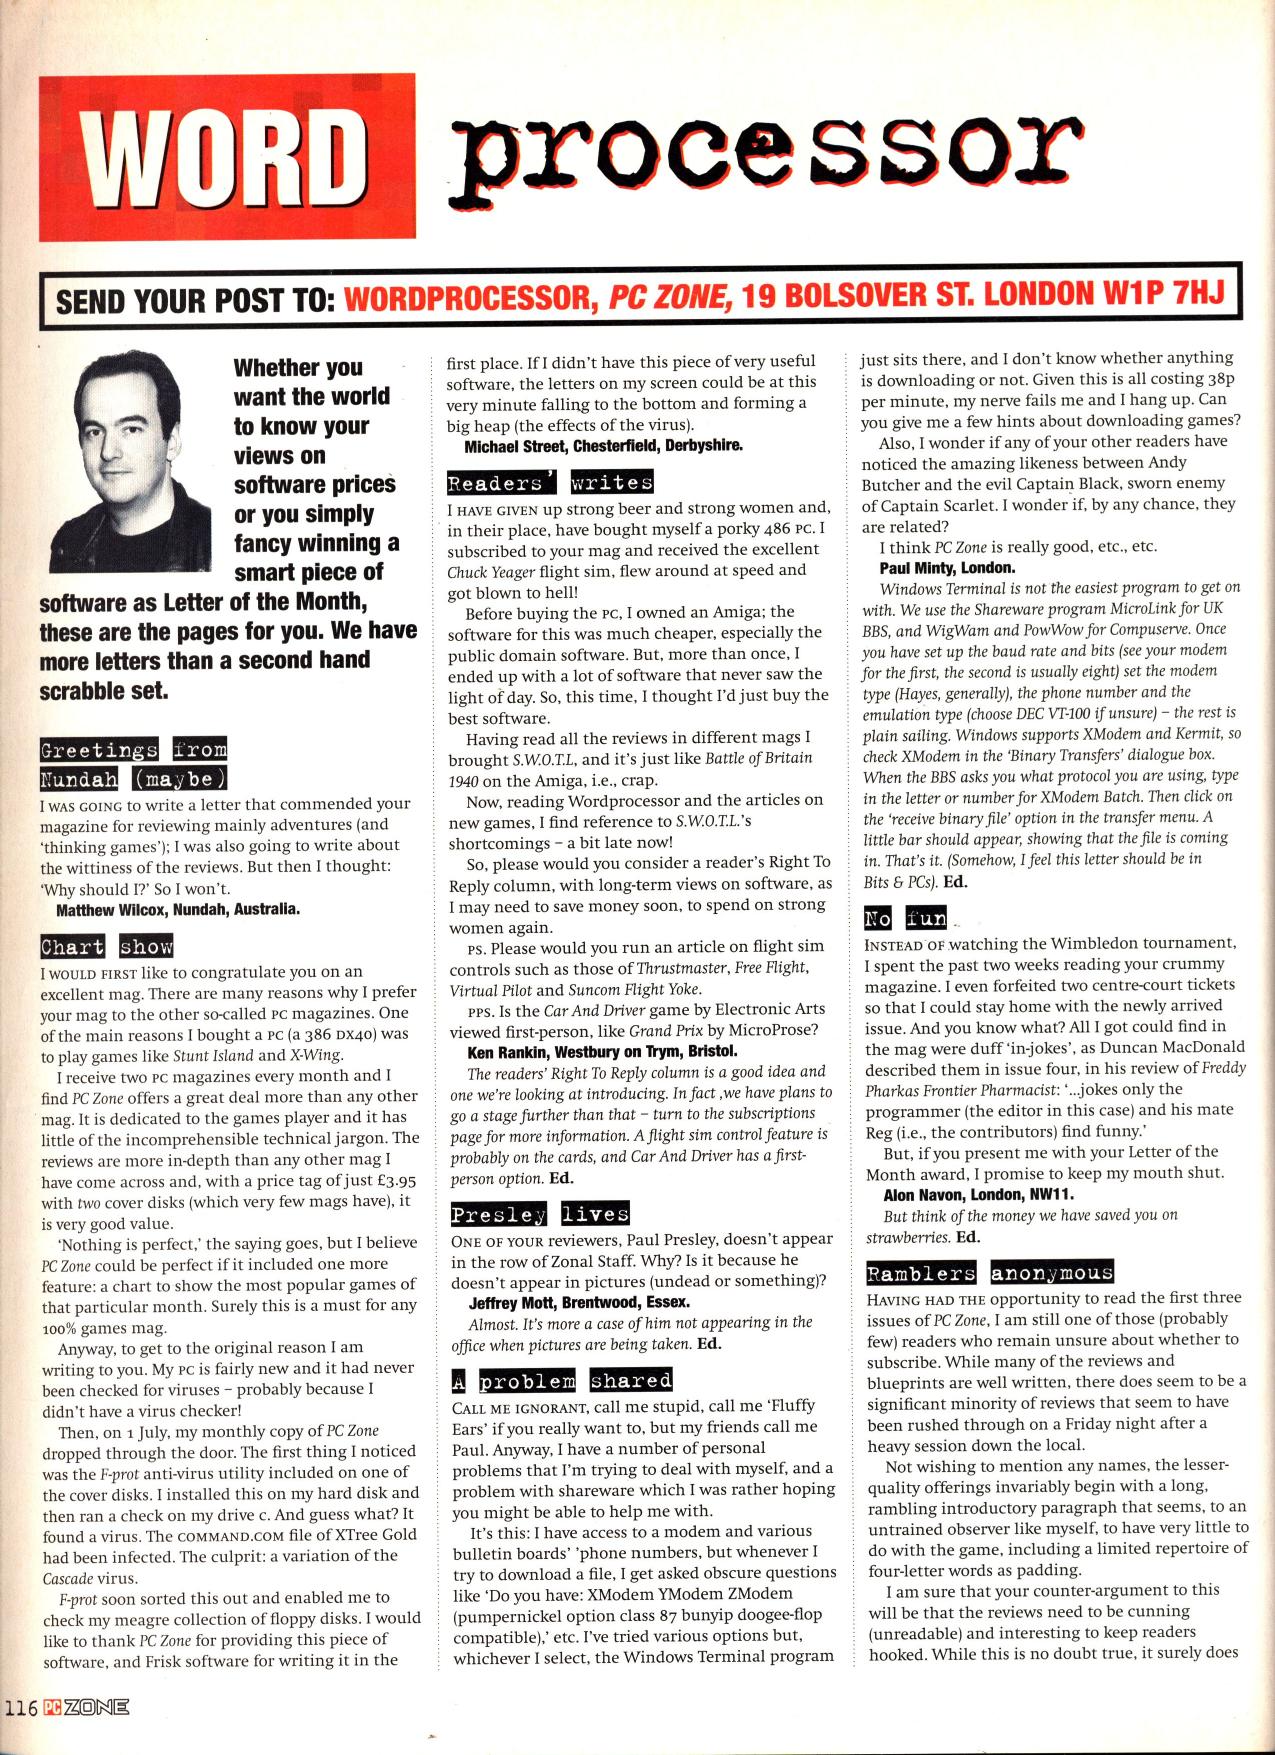 WORD processor
SEND YOUR POST TO: WORDPROCESSOR, PC ZONE, 19 BOLSOVER ST. LONDON W1P 7HJ
Whether you
want the world
to know your
views on
software prices
or you simply
fancy winning a
smart piece of
software as Letter of the Month,
these are the pages for you. We have
more letters than a second hand
scrabble set.
Greetings from
Nundah (maybe)
I WAS GOING to write a letter that commended your
magazine for reviewing mainly adventures (and
'thinking games'); I was also going to write about
the wittiness of the reviews. But then I thought:
'Why should I?' So I won't.
Matthew Wilcox, Nundah, Australia.
Chart show
I WOULD FIRST like to congratulate you on an
excellent mag. There are many reasons why I prefer
your mag to the other so-called PC magazines. One
of the main reasons I bought a PC (a 386 DX40) was
to play games like Stunt Island and X-Wing.
I receive two PC magazines every month and I
find PC Zone offers a great deal more than any other
mag. It is dedicated to the games player and it has
little of the incomprehensible technical jargon. The
reviews are more in-depth than any other mag I
have come across and, with a price tag of just £3.95
with two cover disks (which very few mags have), it
is very good value.
'Nothing is perfect,' the saying goes, but I believe
PC Zone could be perfect if it included one more
feature: a chart to show the most popular games of
that particular month. Surely this is a must for any
100% games mag.
Anyway, to get to the original reason I am
writing to you. My PC is fairly new and it had never
been checked for viruses – probably because I
didn't have a virus checker!
Then, on 1 July, my monthly copy of PC Zone
dropped through the door. The first thing I noticed
was the F-prot anti-virus utility included on one of
the cover disks. I installed this on my hard disk and
then ran a check on my drive C. And guess what? It
found a virus. The COMMAND.COM file of XTree Gold
had been infected. The culprit: a variation of the
Cascade virus.
F-prot soon sorted this out and enabled me to
check my meagre collection of floppy disks. I would
like to thank PC Zone for providing this piece of
software, and Frisk software for writing it in the
first place. If I didn't have this piece of very useful
software, the letters on my screen could be at this
very minute falling to the bottom and forming a
big heap (the effects of the virus).
Michael Street, Chesterfield, Derbyshire.
Readers' writes
I HAVE GIVEN up strong beer and strong women and,
in their place, have bought myself a porky 486 PC. I
subscribed to your mag and received the excellent
Chuck Yeager flight sim, flew around at speed and
got blown to hell!
Before buying the PC, I owned an Amiga; the
software for this was much cheaper, especially the
public domain software. But, more than once, I
ended up with a lot of software that never saw the
light of day. So, this time, I thought I'd just buy the
best software.
Having read all the reviews in different mags I
brought S.W.O.T.L, and it's just like Battle of Britain
1940 on the Amiga, i.e., crap.
Now, reading Wordprocessor and the articles on
new games, I find reference to S.W.O.T.L.'s
shortcomings – a bit late now!
So, please would you consider a reader's Right To
Reply column, with long-term views on software, as
I may need to save money soon, to spend on strong
women again.
PS. Please would you run an article on flight sim
controls such as those of Thrustmaster, Free Flight,
Virtual Pilot and Suncom Flight Yoke.
PPS. Is the Car And Driver game by Electronic Arts
viewed first-person, like Grand Prix by MicroProse?
Ken Rankin, Westbury on Trym, Bristol.
The readers' Right To Reply column is a good idea and
one we're looking at introducing. In fact ,we have plans to
go a stage further than that – turn to the subscriptions
page for more information. A flight sim control feature is
probably on the cards, and Car And Driver has a first-
person option. Ed.
Presley lives
ONE OF YOUR reviewers, Paul Presley, doesn't appear
in the row of Zonal Staff. Why? Is it because he
doesn't appear in pictures (undead or something)?
Jeffrey Mott, Brentwood, Essex.
Almost. It's more a case of him not appearing in the
office when pictures are being taken. Ed.
A problem shared
CALL ME IGNORANT, call me stupid, call me 'Fluffy
Ears' if you really want to, but my friends call me
Paul. Anyway, I have a number of personal
problems that I'm trying to deal with myself, and a
problem with shareware which I was rather hoping
you might be able to help me with.
It's this: I have access to a modem and various
bulletin boards' 'phone numbers, but whenever I
try to download a file, I get asked obscure questions
like 'Do you have: XModem YModem ZModem
(pumpernickel option class 87 bunyip doogee-flop
compatible),' etc. I've tried various options but,
whichever I select, the Windows Terminal program
just sits there, and I don't know whether anything
is downloading or not. Given this is all costing 38p
per minute, my nerve fails me and I hang up. Can
you give me a few hints about downloading games?
Also, I wonder if any of your other readers have
noticed the amazing likeness between Andy
Butcher and the evil Captain Black, sworn enemy
of Captain Scarlet. I wonder if, by any chance, they
are related?
I think PC Zone is really good, etc., etc.
Paul Minty, London.
Windows Terminal is not the easiest program to get on
with. We use the Shareware program MicroLink for UK
BBS, and WigWam and PowWow for Compuserve. Once
you have set up the baud rate and bits (see your modem
for the first, the second is usually eight) set the modem
type (Hayes, generally), the phone number and the
emulation type (choose DEC VT-100 if unsure) – the rest is
plain sailing. Windows supports XModem and Kermit, so
check XModem in the 'Binary Transfers' dialogue box.
When the BBS asks you what protocol you are using, type
in the letter or number for XModem Batch. Then click on
the 'receive binary file' option in the transfer menu. A
little bar should appear, showing that the file is coming
in. That's it. (Somehow, I feel this letter should be in
Bits & PCs). Ed.
No fun
INSTEAD OF watching the Wimbledon tournament,
I spent the past two weeks reading your crummy
magazine. I even forfeited two centre-court tickets
so that I could stay home with the newly arrived
issue. And you know what? All I got could find in
the mag were duff 'in-jokes', as Duncan MacDonald
described them in issue four, in his review of Freddy
Pharkas Frontier Pharmacist: '...jokes only the
programmer (the editor in this case) and his mate
Reg (i.e., the contributors) find funny.'
But, if you present me with your Letter of the
Month award, I promise to keep my mouth shut.
Alon Navon, London, NW11.
But think of the money we have saved you on
strawberries. Ed.
Ramblers anonymous
HAVING HAD THE opportunity to read the first three
issues of PC Zone, I am still one of those (probably
few) readers who remain unsure about whether to
subscribe. While many of the reviews and
blueprints are well written, there does seem to be a
significant minority of reviews that seem to have
been rushed through on a Friday night after a
heavy session down the local.
Not wishing to mention any names, the lesser-
quality offerings invariably begin with a long,
rambling introductory paragraph that seems, to an
untrained observer like myself, to have very little to
do with the game, including a limited repertoire of
four-letter words as padding.
I am sure that your counter-argument to this
will be that the reviews need to be cunning
(unreadable) and interesting to keep readers
hooked. While this is no doubt true, it surely does
116 PC ZONE